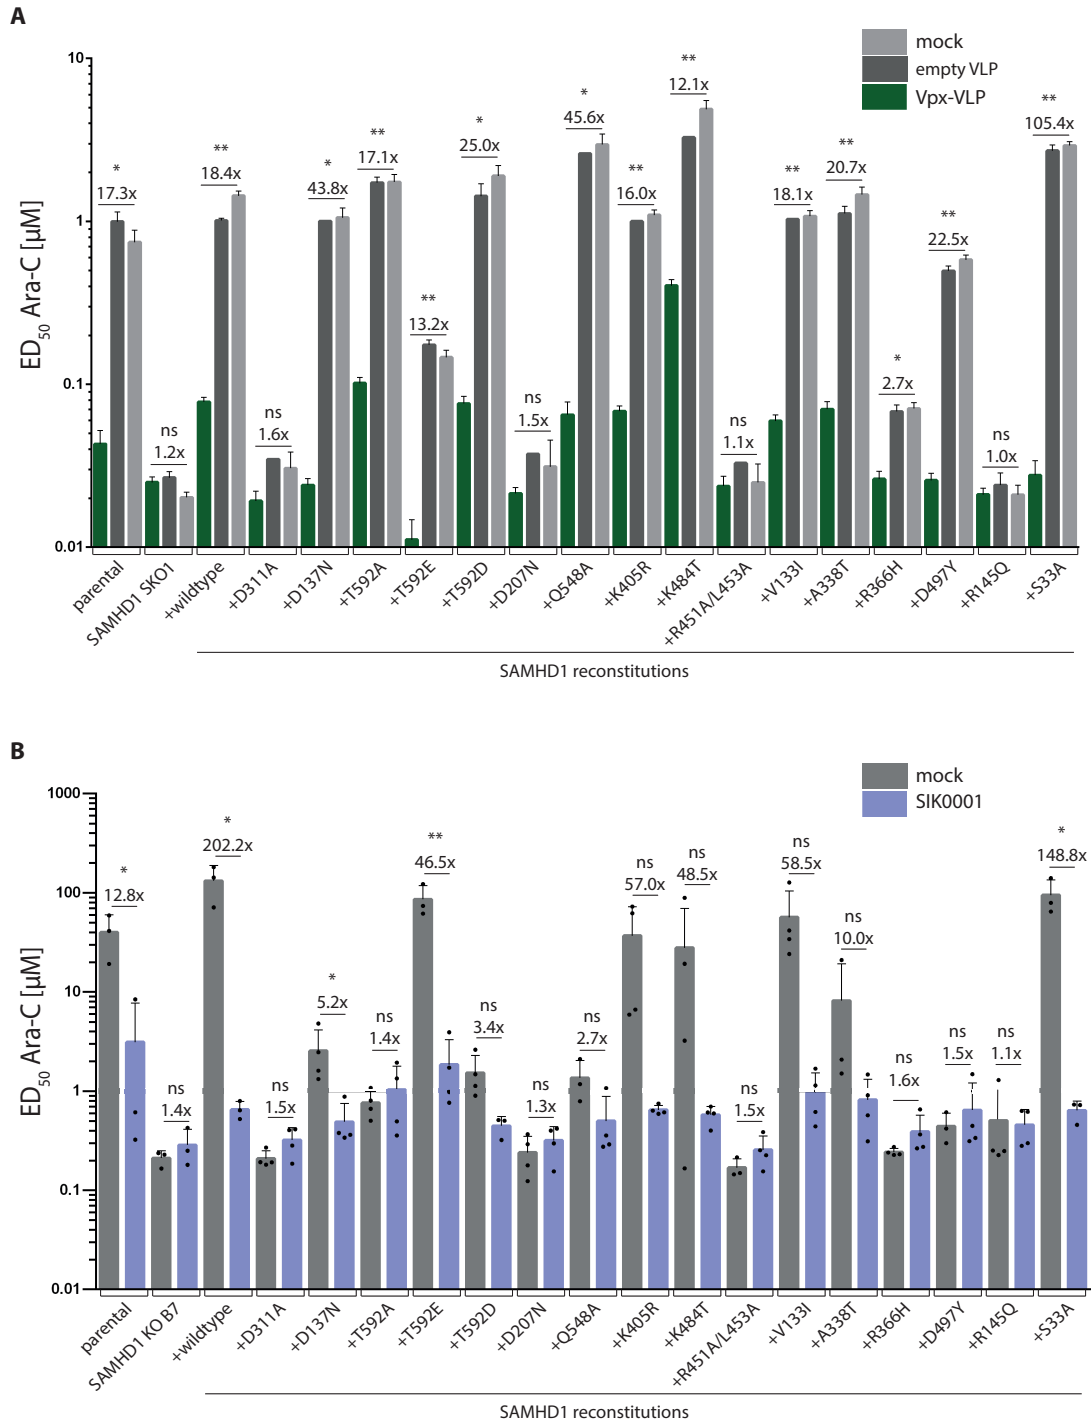 A
mock
empty VLP
Vpx-VLP
ED50 Ara-C [µM]
10
1
0.1
0.01
*
17.3x
ns
1.2x
**
18.4x
ns
1.6x
*
43.8x
**
17.1x
**
13.2x
*
25.0x
ns
1.5x
*
45.6x
**
16.0x
**
12.1x
ns
1.1x
**
18.1x
**
20.7x
*
2.7x
**
22.5x
ns
1.0x
**
105.4x
parental
SAMHD1 SKO1
+wildtype
+D311A
+D137N
+T592A
+T592E
+T592D
+D207N
+Q548A
+K405R
+K484T
+R451A/L453A
+V133I
+A338T
+R366H
+D497Y
+R145Q
+S33A
SAMHD1 reconstitutions
B
mock
SIK0001
ED50 Ara-C [µM]
1000
100
10
1
0.1
0.01
*
12.8x
ns
1.4x
*
202.2x
ns
1.5x
*
5.2x
ns
1.4x
**
46.5x
ns
3.4x
ns
1.3x
ns
2.7x
ns
57.0x
ns
48.5x
ns
1.5x
ns
58.5x
ns
10.0x
ns
1.6x
ns
1.5x
ns
1.1x
*
148.8x
parental
SAMHD1 KO B7
+wildtype
+D311A
+D137N
+T592A
+T592E
+T592D
+D207N
+Q548A
+K405R
+K484T
+R451A/L453A
+V133I
+A338T
+R366H
+D497Y
+R145Q
+S33A
SAMHD1 reconstitutions